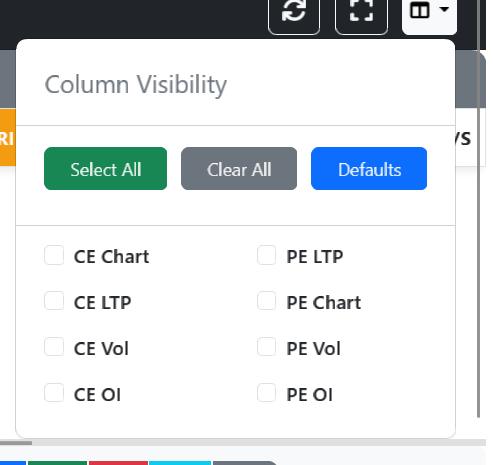 Column Visibility
RI
/S
Select All Clear All Defaults
CE Chart PE LTP
CE LTP PE Chart
CE Vol PE Vol
CE OI PE OI